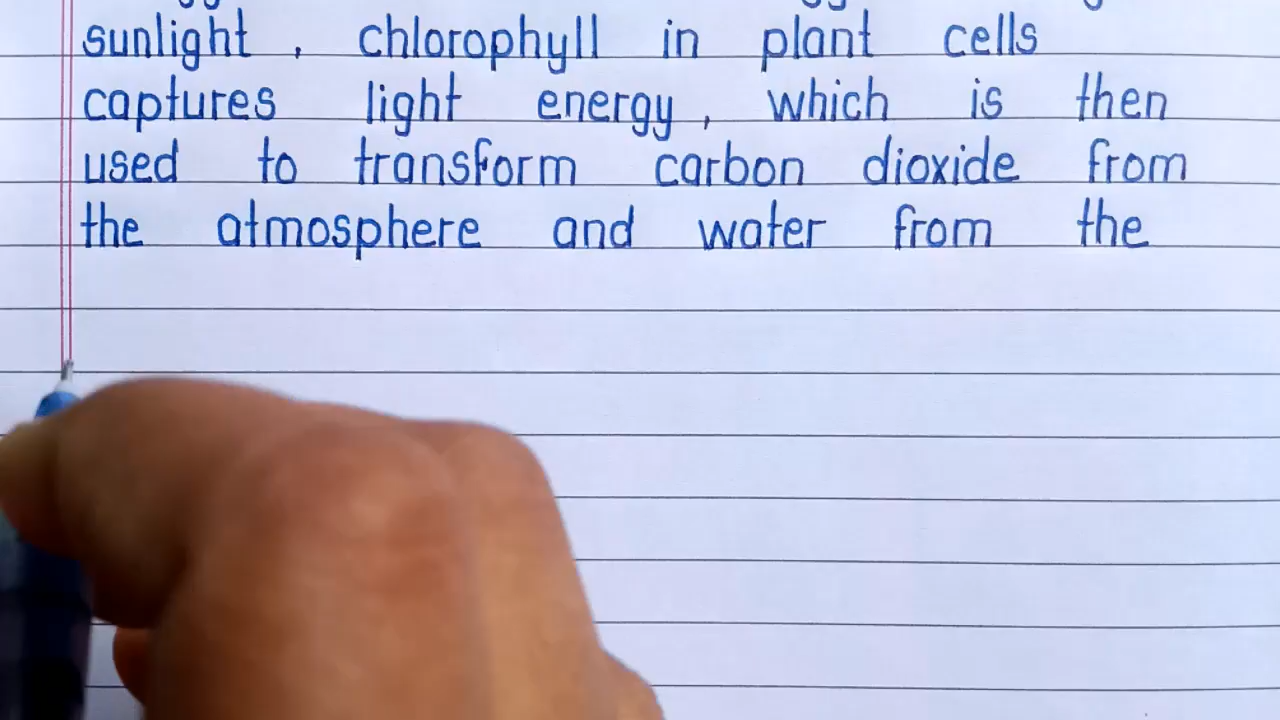 sunlight , chlorophyll in plant cells
captures light energy , which is then
used to transform carbon dioxide from
the atmosphere and water from the